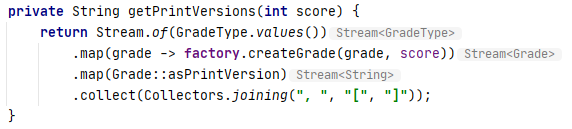 private String getPrintVersions(int score) {
    return Stream.of(GradeType.values()) Stream<GradeType>
        .map(grade -> factory.createGrade(grade, score)) Stream<Grade>
        .map(Grade::asPrintVersion) Stream<String>
        .collect(Collectors.joining(", ", "[", "]"));
}